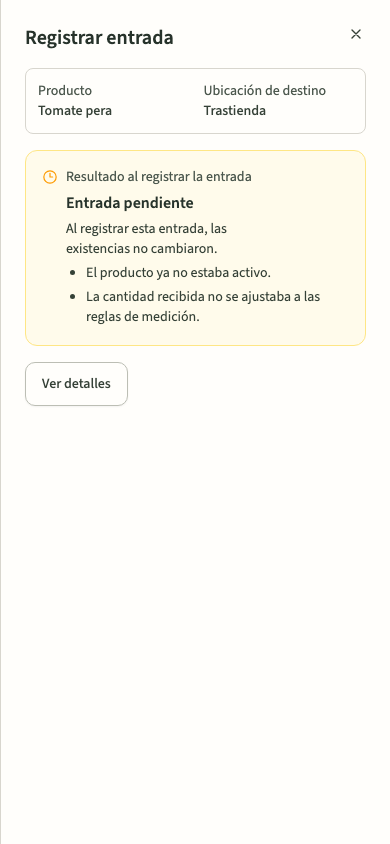 Registrar entrada
Producto
Tomate pera
Ubicación de destino
Trastienda
Resultado al registrar la entrada
Entrada pendiente
Al registrar esta entrada, las
existencias no cambiaron.
• El producto ya no estaba activo.
• La cantidad recibida no se ajustaba a las
reglas de medición.
Ver detalles